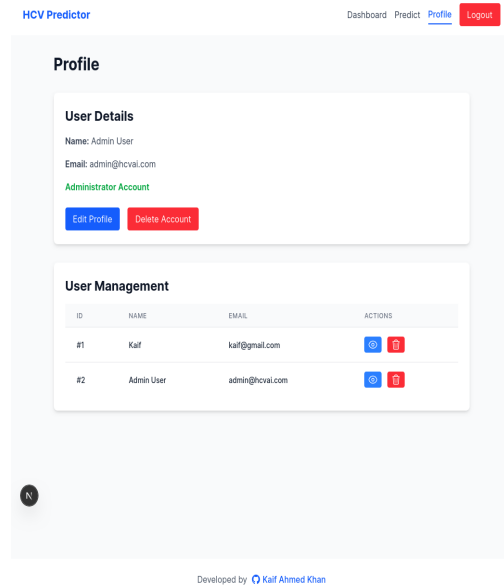 HCV Predictor Dashboard Predict Profile Logout
Profile
User Details
Name: Admin User
Email: admin@hcvai.com
Administrator Account
Edit Profile Delete Account
User Management
ID NAME EMAIL ACTIONS
#1 Kaif kaif@gmail.com
#2 Admin User admin@hcvai.com
N
Developed by Kaif Ahmed Khan